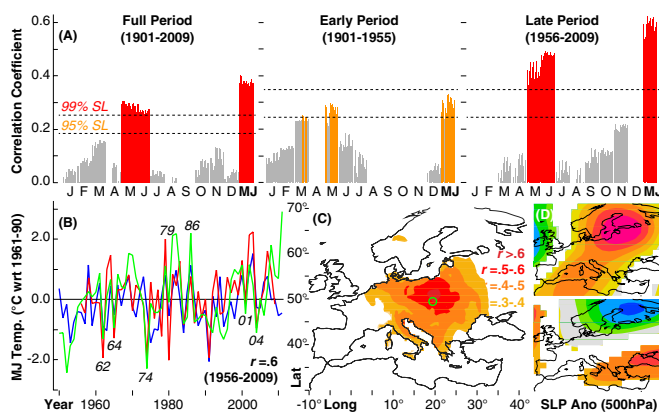 Full Period
(1901-2009)
Early Period
(1901-1955)
Late Period
(1956-2009)
(A)
Correlation Coefficient
0.6
0.4
0.2
0.0
99% SL
95% SL
J F M A M J J A S O N D MJ
J F M A M J J A S O N D MJ
J F M A M J J A S O N D MJ
(B)
MJ Temp. (°C wrt 1961-90)
2.0
0.0
-2.0
79
86
62
64
74
01
04
r =.6
(1956-2009)
Year 1960 1980 2000
(C)
70°
60°
50°
40°
Lat
r >.6
r =.5-.6
=.4-.5
=.3-.4
-10° Long 10° 20° 30° 40°
(D)
SLP Ano (500hPa)